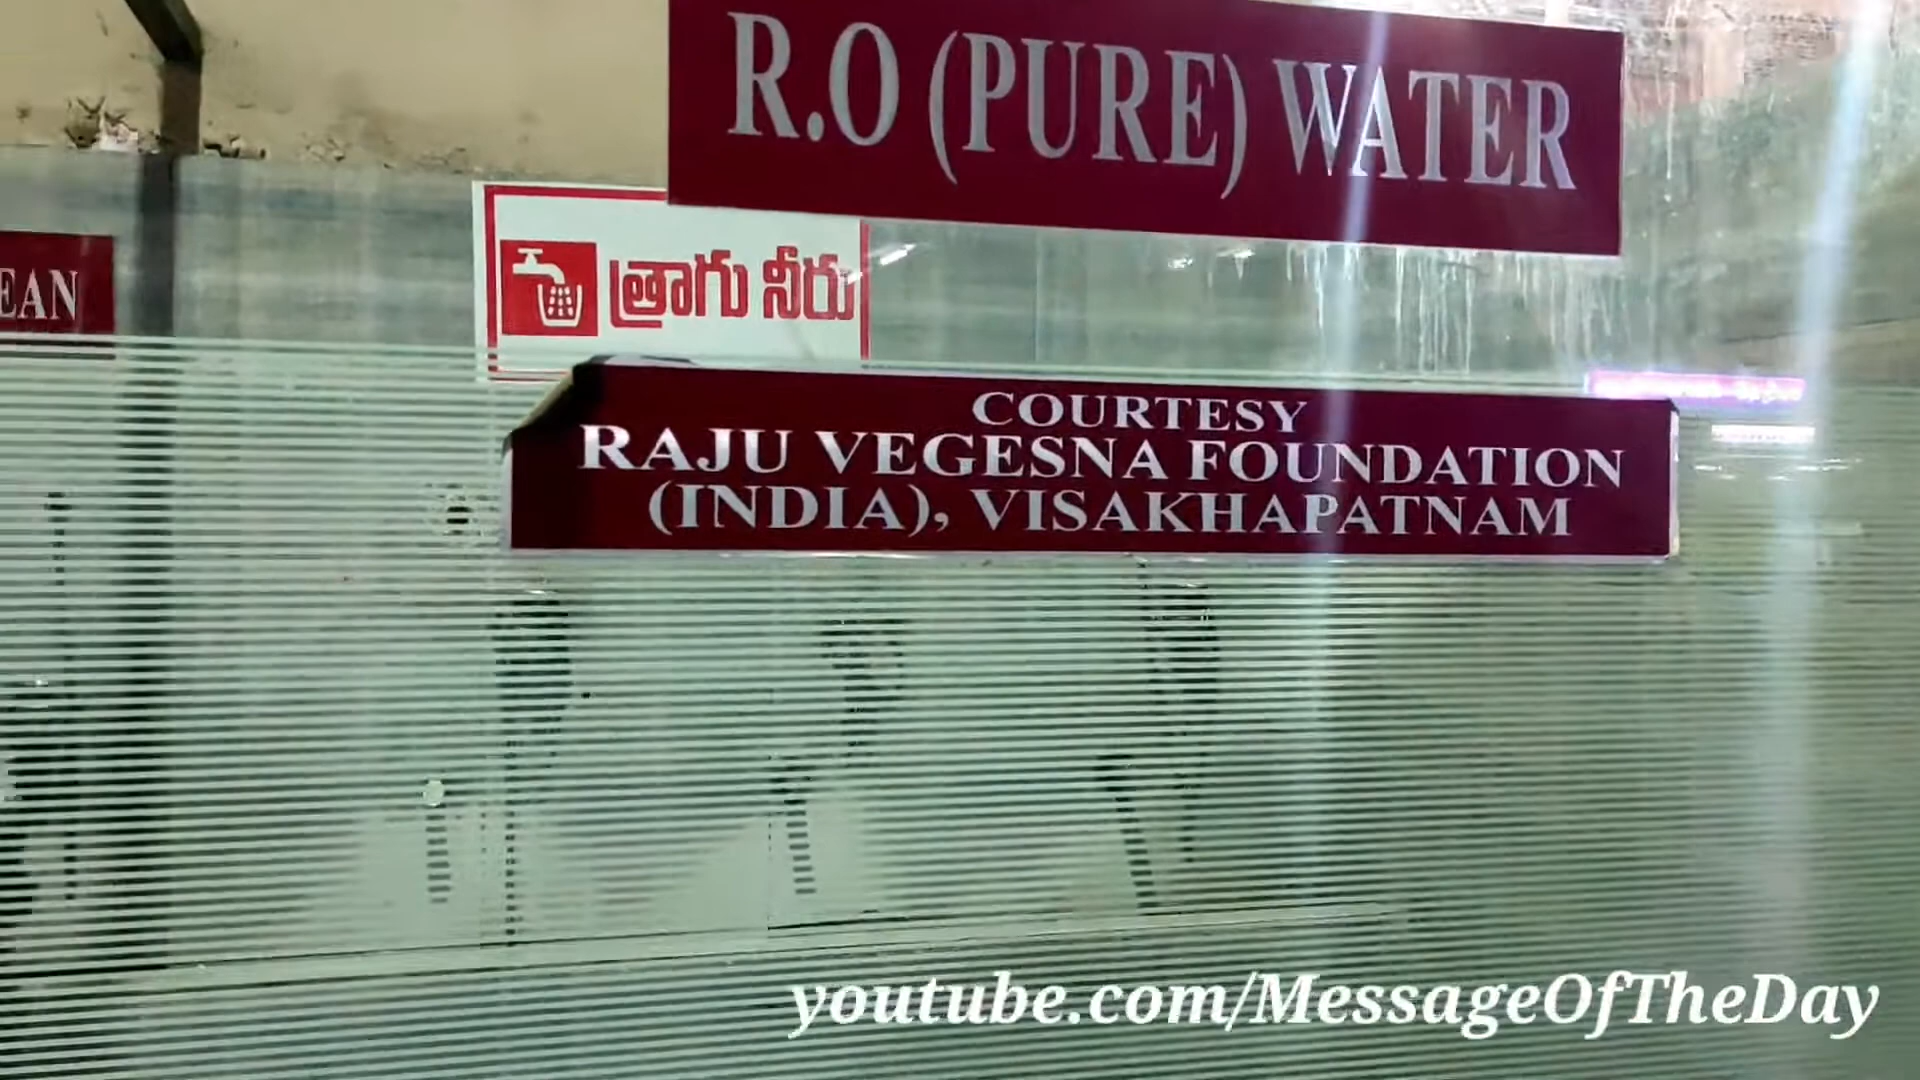 R.O (PURE) WATER
త్రాగు నీరు
EAN
COURTESY
RAJU VEGESNA FOUNDATION
(INDIA), VISAKHAPATNAM
youtube.com/MessageOfTheDay